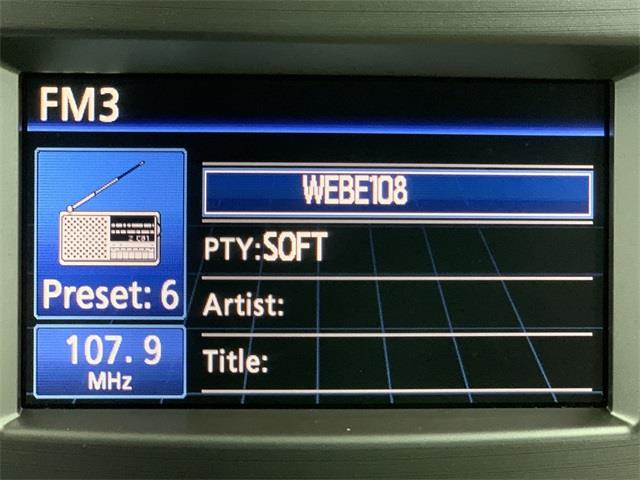 FM3
WEBE108
PTY:SOFT
Preset: 6
Artist:
107.9
MHz
Title: